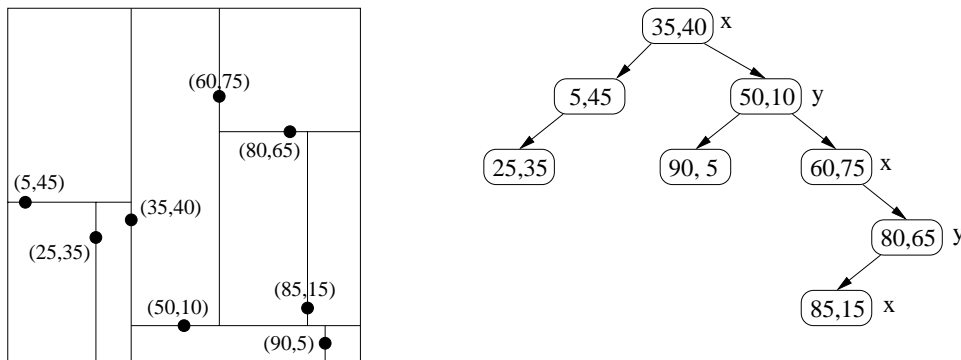 (60,75)
(80,65)
(5,45)
(35,40)
(25,35)
(85,15)
(50,10)
(90,5)
35,40 x
5,45
50,10 y
25,35
90, 5
60,75 x
80,65 y
85,15 x